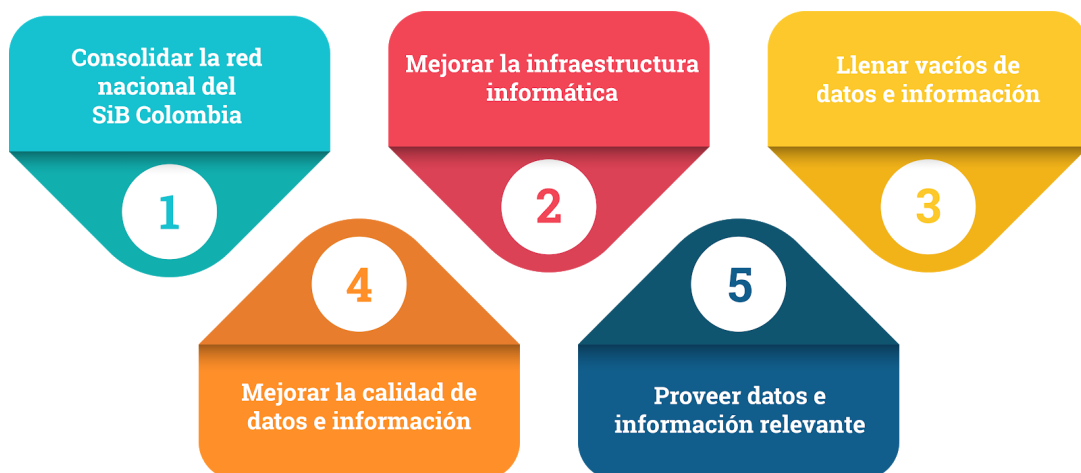 Consolidar la red
nacional del
SiB Colombia
1
Mejorar la infraestructura
informática
2
Llenar vacíos de
datos e información
3
4
Mejorar la calidad de
datos e información
5
Proveer datos e
información relevante